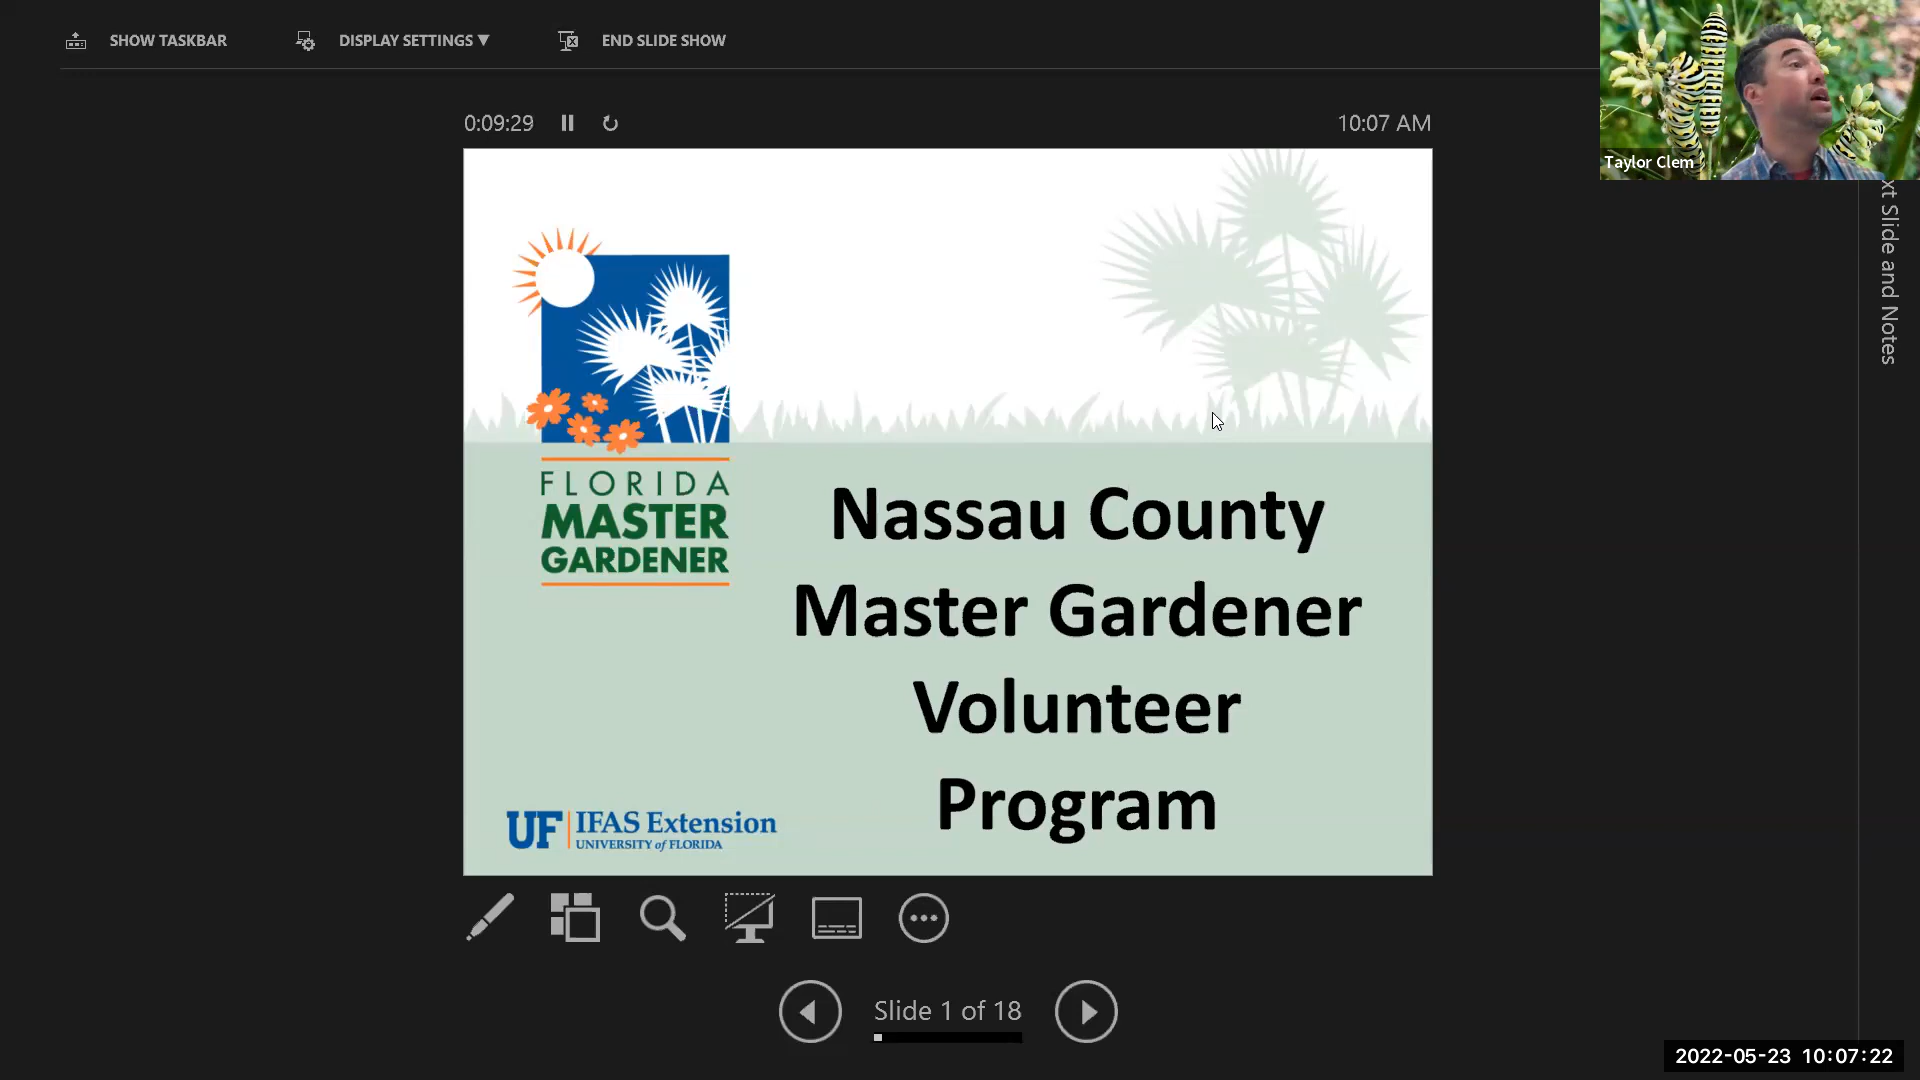 SHOW TASKBAR
DISPLAY SETTINGS ▼
END SLIDE SHOW
Taylor Clem
0:09:29
10:07 AM
Slide and Notes
FLORIDA
MASTER
GARDENER
Nassau County
Master Gardener
Volunteer
Program
UF IFAS Extension
UNIVERSITY of FLORIDA
Slide 1 of 18
2022-05-23 10:07:22